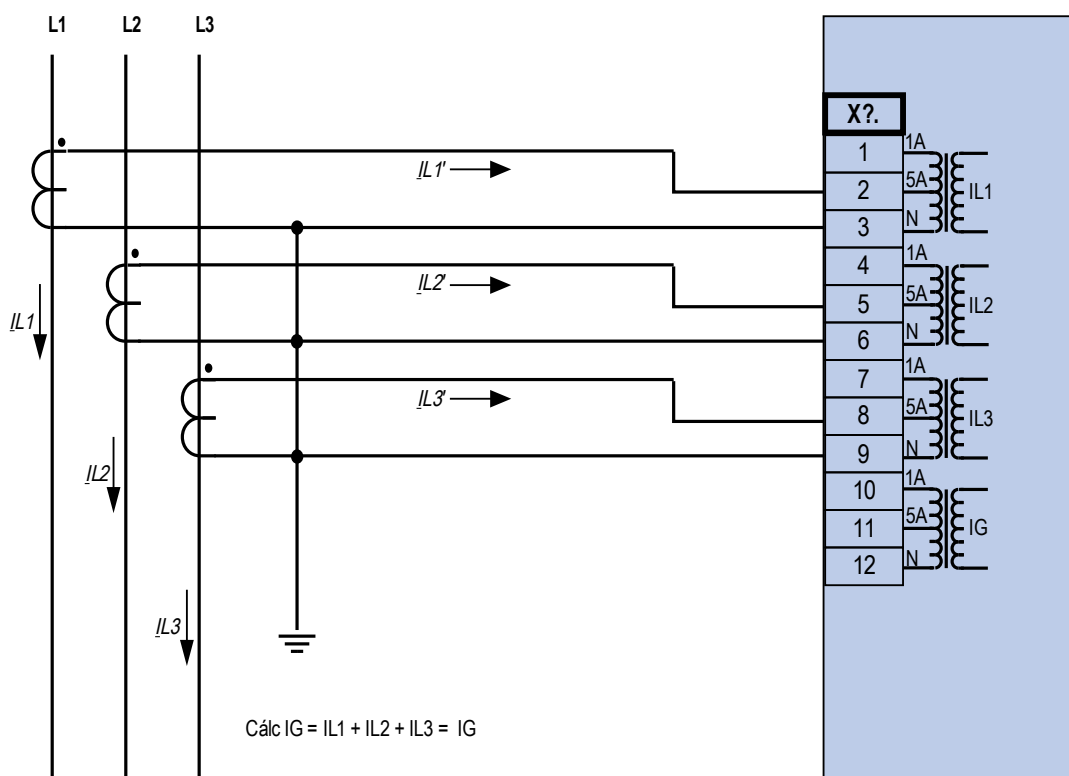 L1 L2 L3
X?.
1 1A
IL1'
2 5A IL1
3 N
4 1A
IL2'
5 5A IL2
IL1
6 N
7 1A
IL3'
8 5A IL3
9 N
IL2
10 1A
11 5A IG
12 N
IL3
Cálc IG = IL1 + IL2 + IL3 = IG